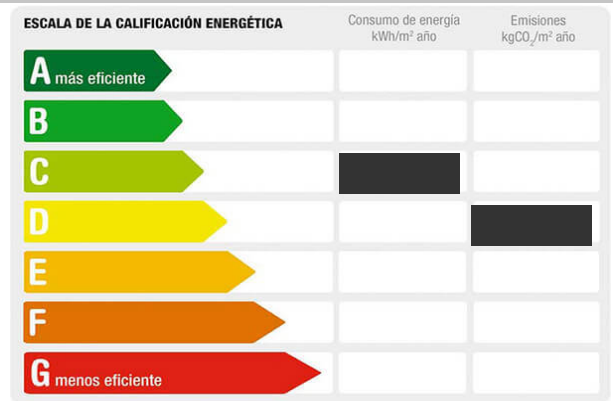 ESCALA DE LA CALIFICACIÓN ENERGÉTICA
Consumo de energía
kWh/m² año
Emisiones
kgCO₂/m² año
A más eficiente
B
C
D
E
F
G menos eficiente